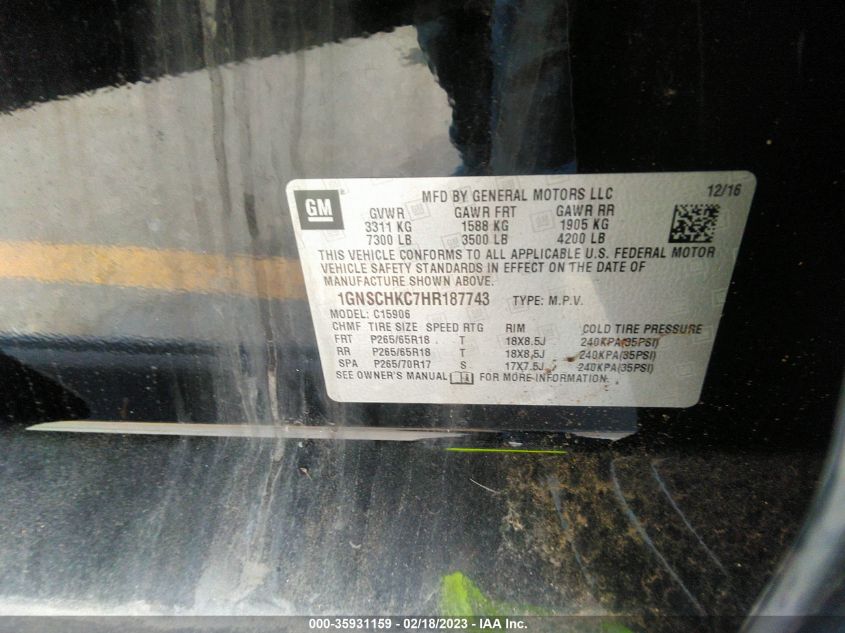 GM
MFD BY GENERAL MOTORS LLC 12/16
GVWR GAWR FRT GAWR RR
3311 KG 1588 KG 1905 KG
7300 LB 3500 LB 4200 LB
THIS VEHICLE CONFORMS TO ALL APPLICABLE U.S. FEDERAL MOTOR
VEHICLE SAFETY STANDARDS IN EFFECT ON THE DATE OF
MANUFACTURE SHOWN ABOVE.
1GNSCHKC7HR187743 TYPE: M.P.V.
MODEL: C15906
CHMF TIRE SIZE SPEED RTG RIM COLD TIRE PRESSURE
FRT P265/65R18 T 18X8.5J 240KPA(35PSI)
RR P265/65R18 T 18X8.5J 240KPA(35PSI)
SPA P265/70R17 S 17X7.5J 240KPA(35PSI)
SEE OWNER'S MANUAL FOR MORE INFORMATION.
000-35931159 - 02/18/2023 - IAA Inc.